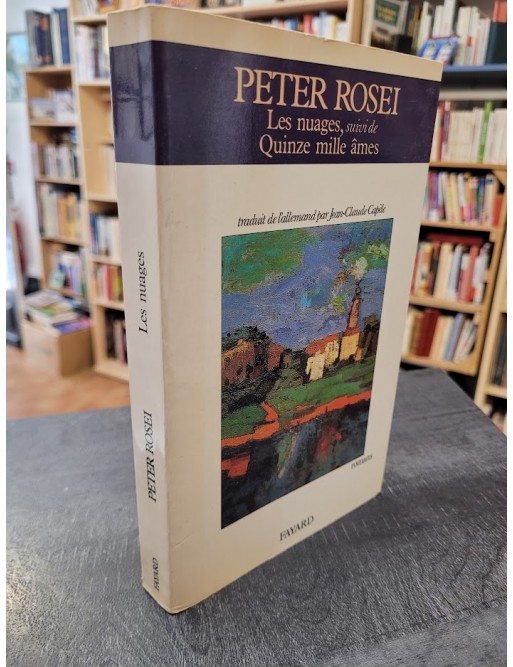 PETER ROSEI
Les nuages, suivi de
Quinze mille âmes
traduit de l'allemand par Jean-Claude Capèle
ROMANS
FAYARD
Les nuages
PETER ROSEI
FAYARD